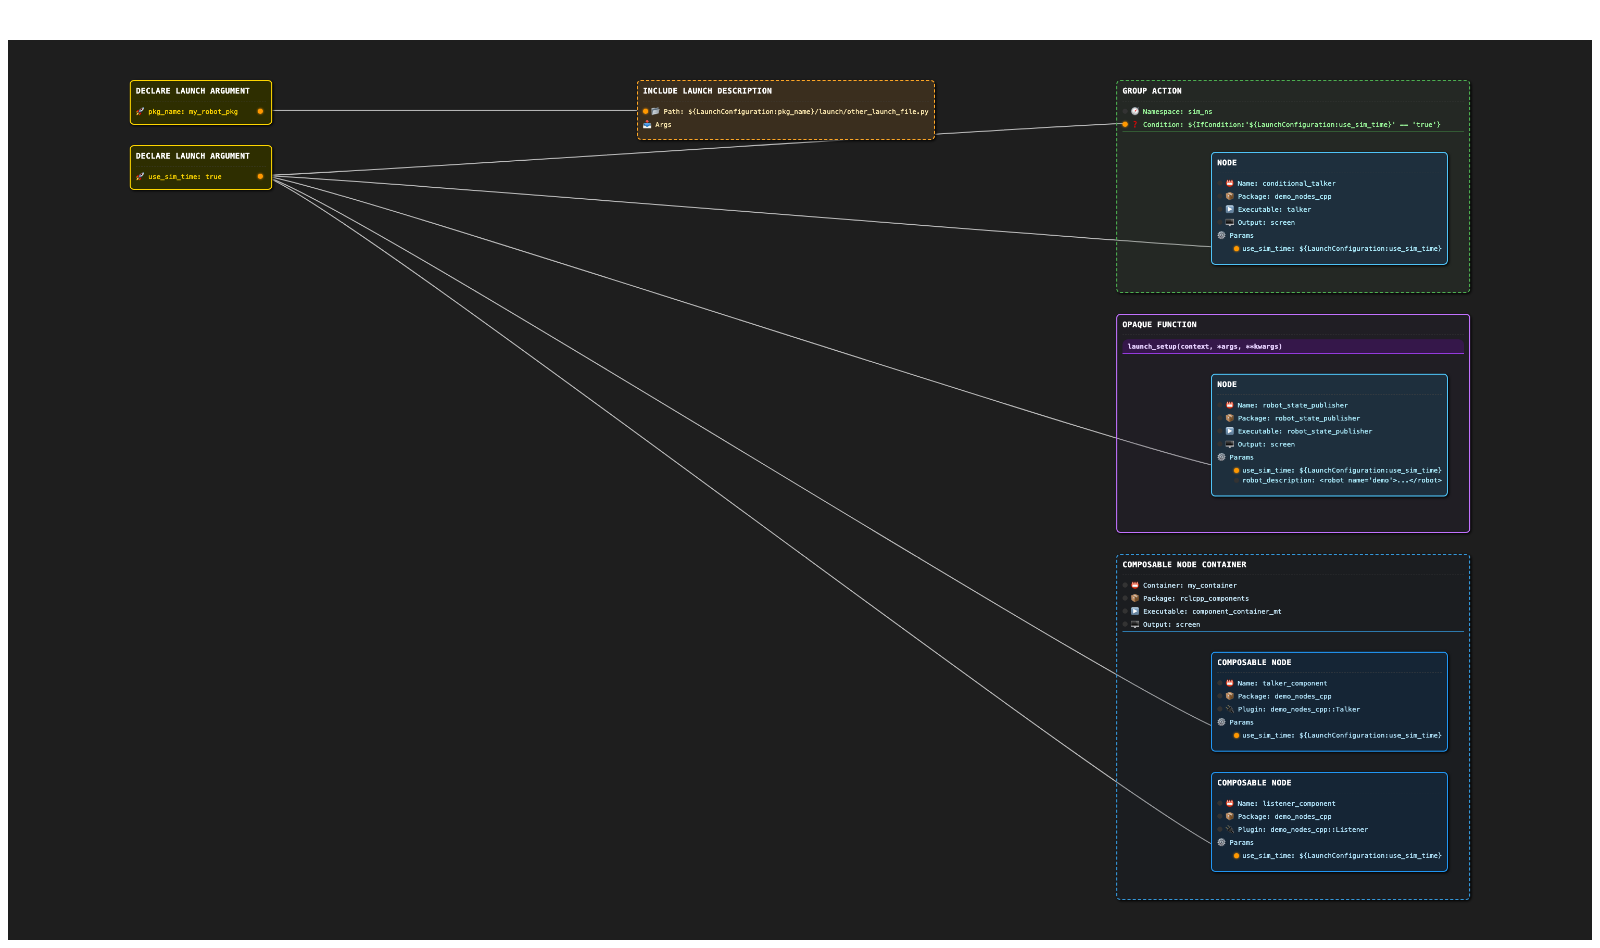 DECLARE LAUNCH ARGUMENT
pkg_name: my_robot_pkg
DECLARE LAUNCH ARGUMENT
use_sim_time: true
INCLUDE LAUNCH DESCRIPTION
Path: ${LaunchConfiguration:pkg_name}/launch/other_launch_file.py
Args
GROUP ACTION
Namespace: sim_ns
Condition: ${IfCondition:'${LaunchConfiguration:use_sim_time}' == 'true'}
NODE
Name: conditional_talker
Package: demo_nodes_cpp
Executable: talker
Output: screen
Params
use_sim_time: ${LaunchConfiguration:use_sim_time}
OPAQUE FUNCTION
launch_setup(context, *args, **kwargs)
NODE
Name: robot_state_publisher
Package: robot_state_publisher
Executable: robot_state_publisher
Output: screen
Params
use_sim_time: ${LaunchConfiguration:use_sim_time}
robot_description: <robot name='demo'>...</robot>
COMPOSABLE NODE CONTAINER
Container: my_container
Package: rclcpp_components
Executable: component_container_mt
Output: screen
COMPOSABLE NODE
Name: talker_component
Package: demo_nodes_cpp
Plugin: demo_nodes_cpp::Talker
Params
use_sim_time: ${LaunchConfiguration:use_sim_time}
COMPOSABLE NODE
Name: listener_component
Package: demo_nodes_cpp
Plugin: demo_nodes_cpp::Listener
Params
use_sim_time: ${LaunchConfiguration:use_sim_time}